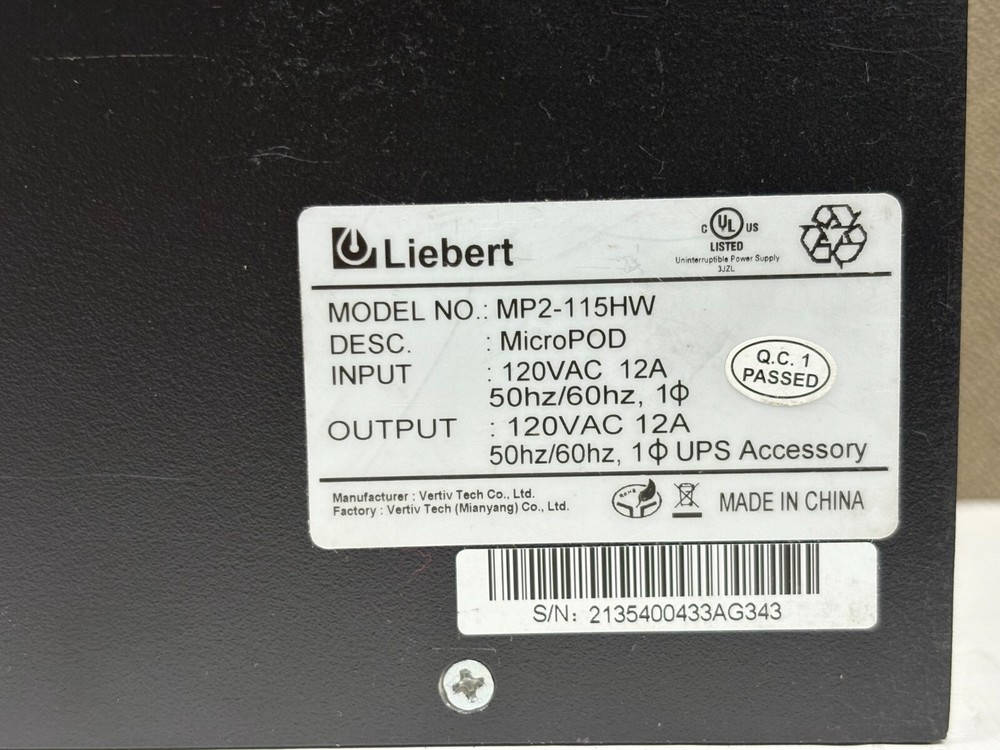 Liebert
C UL US
LISTED
Uninterruptible Power Supply
3JZL
MODEL NO.: MP2-115HW
DESC. : MicroPOD
INPUT : 120VAC 12A
50hz/60hz, 1Φ
OUTPUT : 120VAC 12A
50hz/60hz, 1Φ UPS Accessory
Q.C. 1
PASSED
Manufacturer : Vertiv Tech Co., Ltd.
Factory : Vertiv Tech (Mianyang) Co., Ltd.
RoHS
MADE IN CHINA
S/N: 2135400433AG343